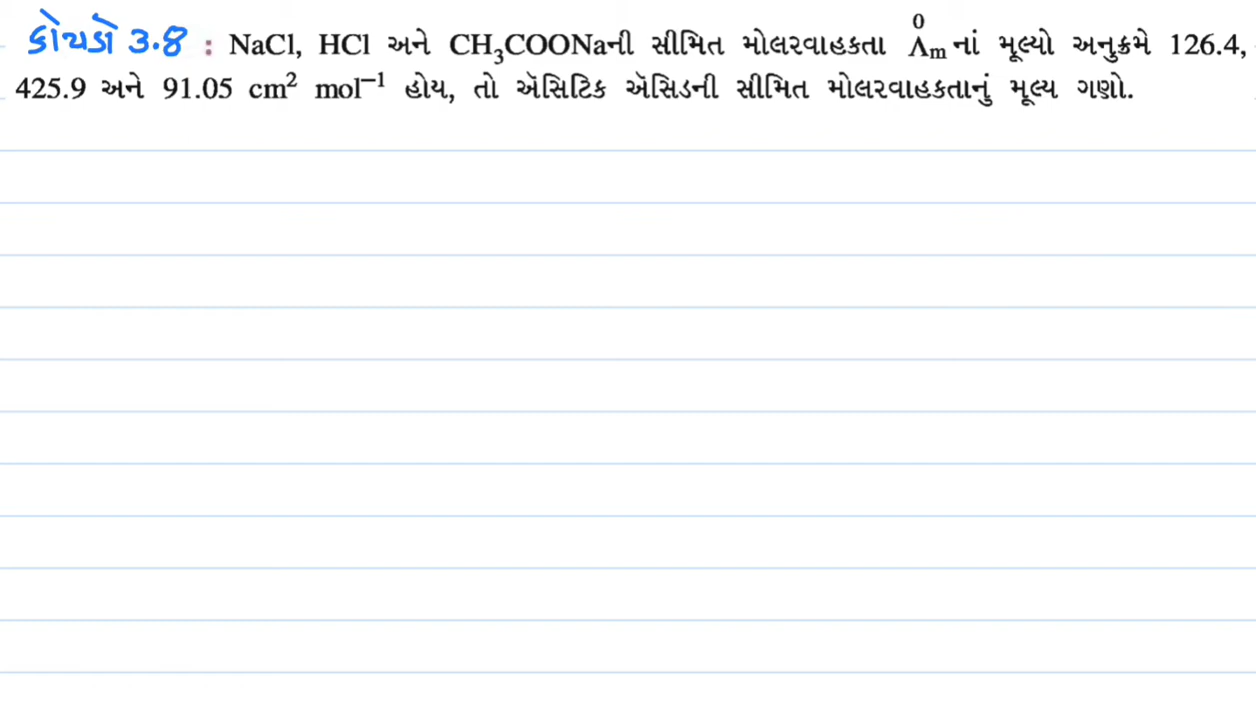 કોયડો 3.8 : NaCl, HCl અને CH₃COONaની સીમિત મોલરવાહકતા Λ⁰m નાં મૂલ્યો અનુક્રમે 126.4,
425.9 અને 91.05 cm² mol⁻¹ હોય, તો ઍસિટિક ઍસિડની સીમિત મોલરવાહકતાનું મૂલ્ય ગણો.